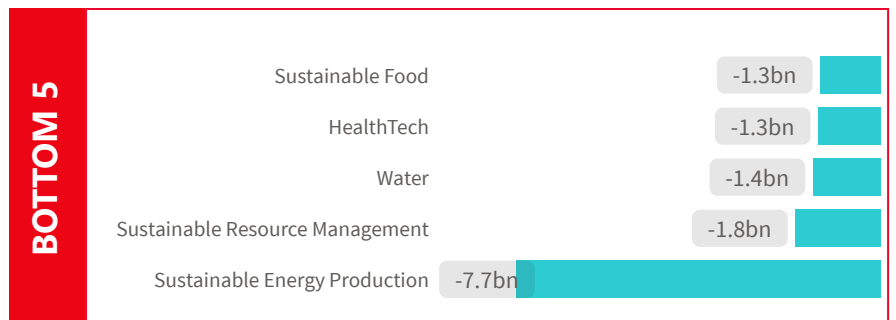 BOTTOM 5
Sustainable Food -1.3bn
HealthTech -1.3bn
Water -1.4bn
Sustainable Resource Management -1.8bn
Sustainable Energy Production -7.7bn